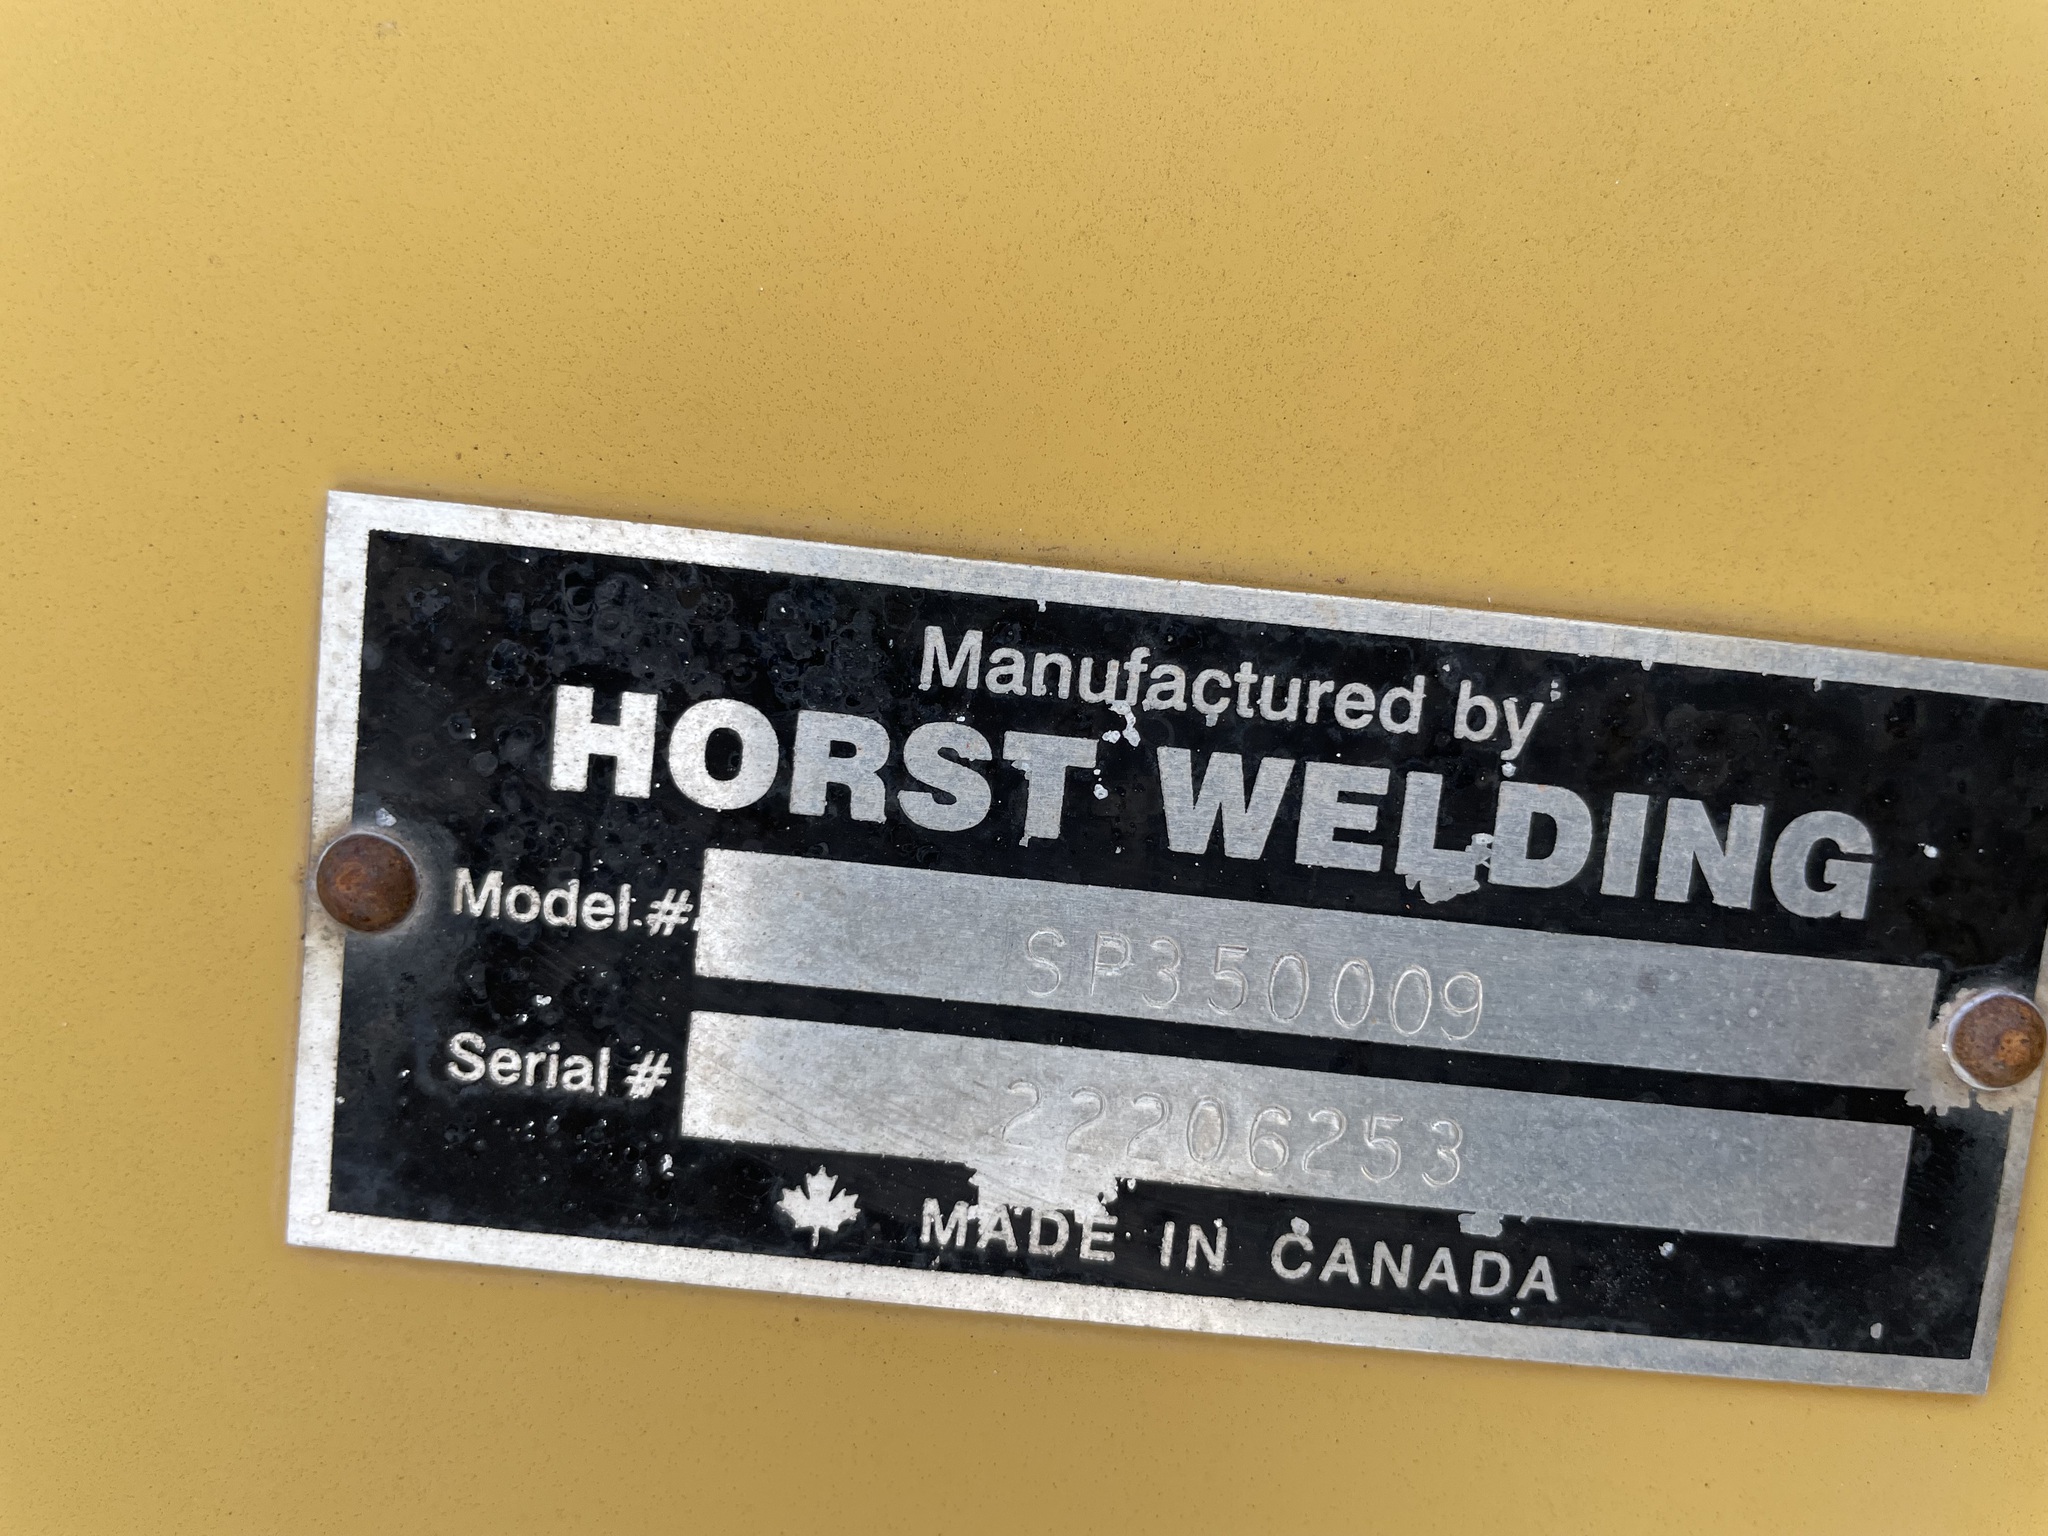 Manufactured by
HORST WELDING
Model # SP350009
Serial # 22206253
MADE IN CANADA